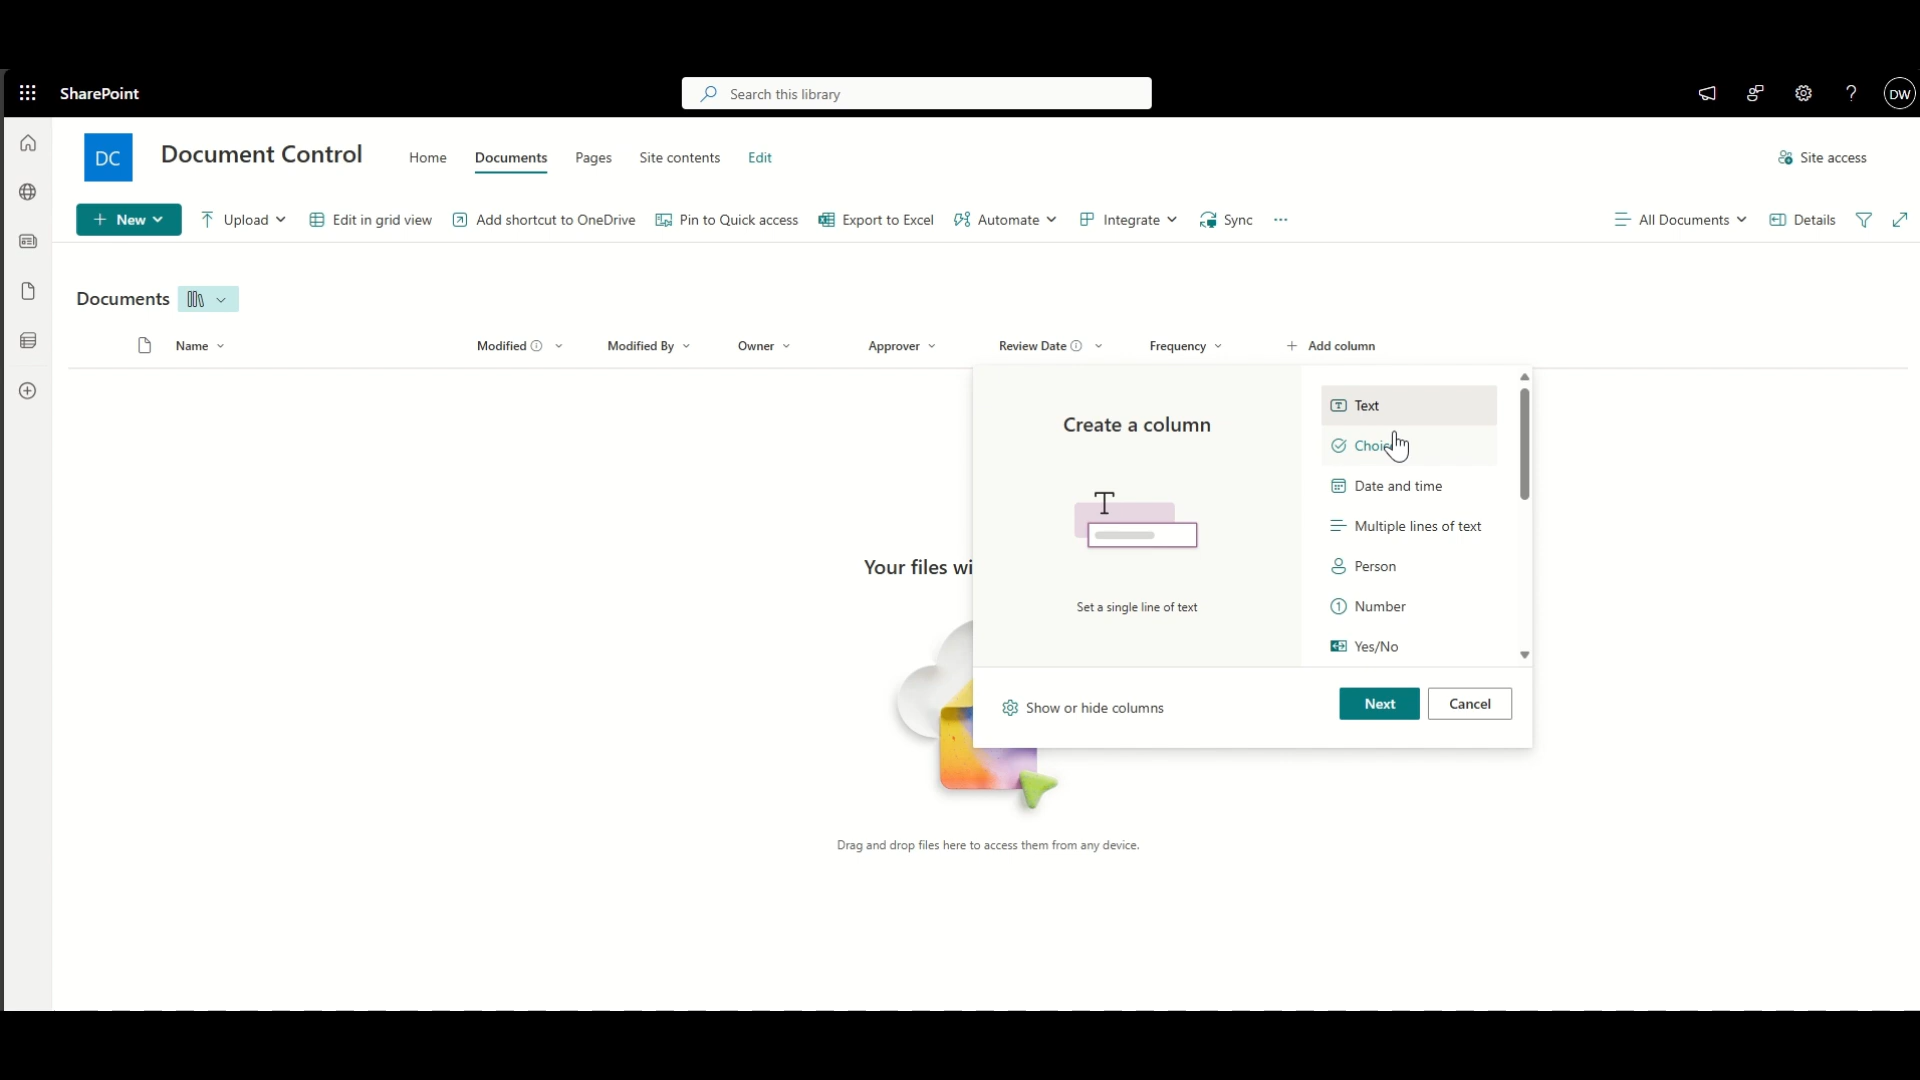 SharePoint
Search this library
DW
DC
Document Control
Home
Documents
Pages
Site contents
Edit
Site access
New
Upload
Edit in grid view
Add shortcut to OneDrive
Pin to Quick access
Export to Excel
Automate
Integrate
Sync
All Documents
Details
Documents
Name
Modified
Modified By
Owner
Approver
Review Date
Frequency
Add column
Create a column
Set a single line of text
Text
Date and time
Multiple lines of text
Person
Number
Yes/No
Show or hide columns
Next
Cancel
Your files
Drag and drop files here to access them from any device.